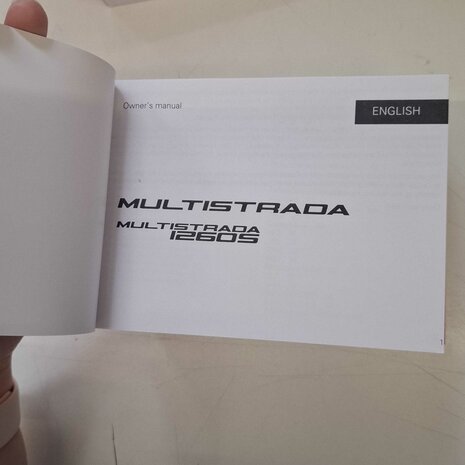 Owner's manual
ENGLISH
MULTISTRADA
MULTISTRADA
1260S
1